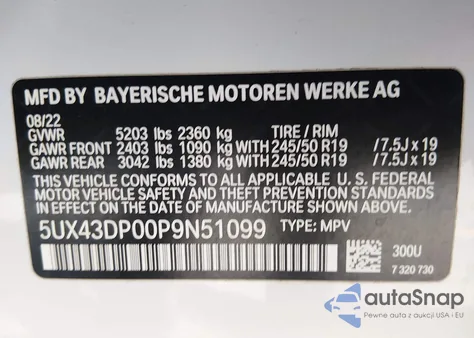 MFD BY BAYERISCHE MOTOREN WERKE AG
08/22
GVWR 5203 lbs 2360 kg TIRE / RIM
GAWR FRONT 2403 lbs 1090 kg WITH 245/50 R19 /7.5J x 19
GAWR REAR 3042 lbs 1380 kg WITH 245/50 R19 /7.5J x 19
THIS VEHICLE CONFORMS TO ALL APPLICABLE U. S. FEDERAL
MOTOR VEHICLE SAFETY AND THEFT PREVENTION STANDARDS
IN EFFECT ON THE DATE OF MANUFACTURE SHOWN ABOVE.
5UX43DP00P9N51099 TYPE: MPV
300U
7 320 730
autoSnap
Pewne auta z aukcji USA i EU